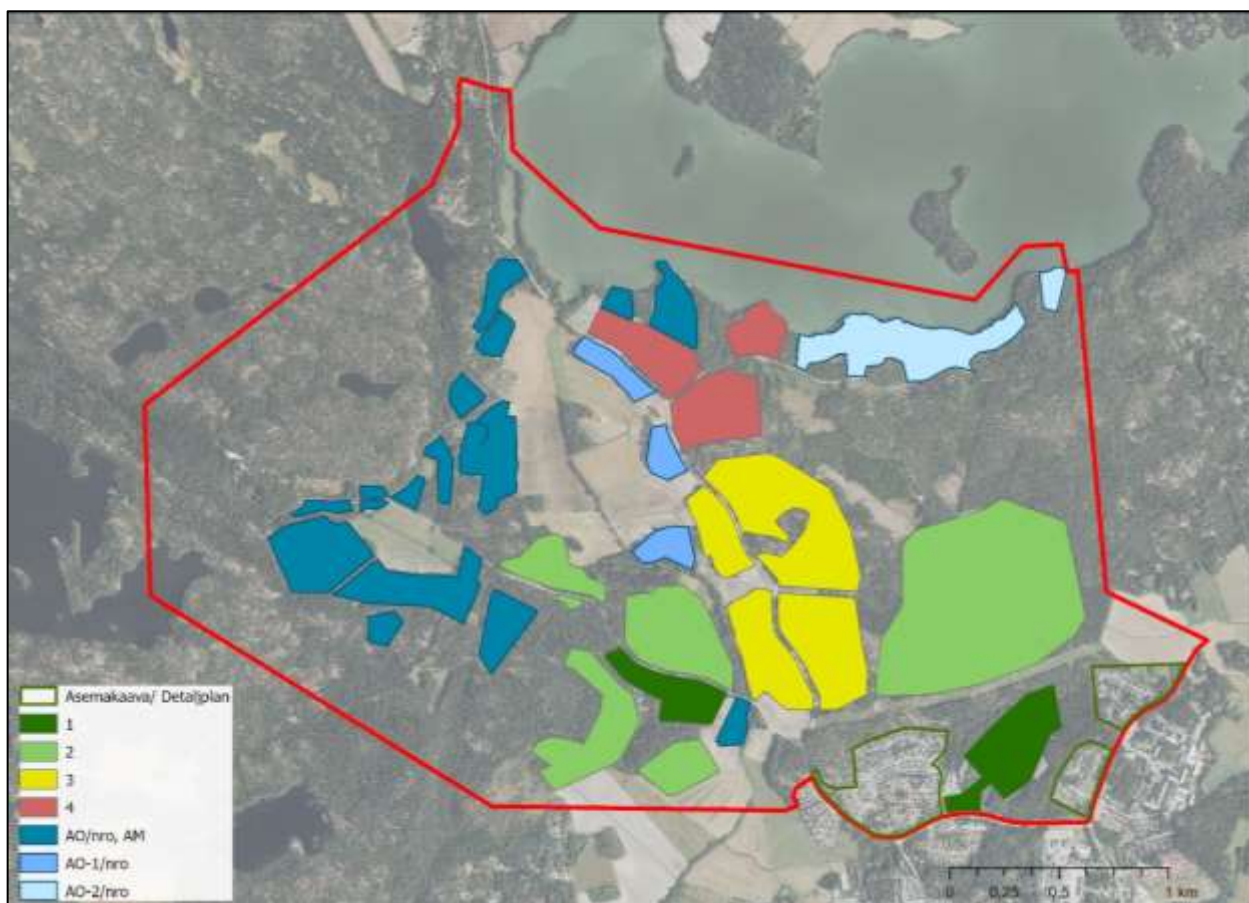 Asemakaava/ Detaljplan
1
2
3
4
AO/nro, AM
AO-1/nro
AO-2/nro
0 0,25 0,5 1 km